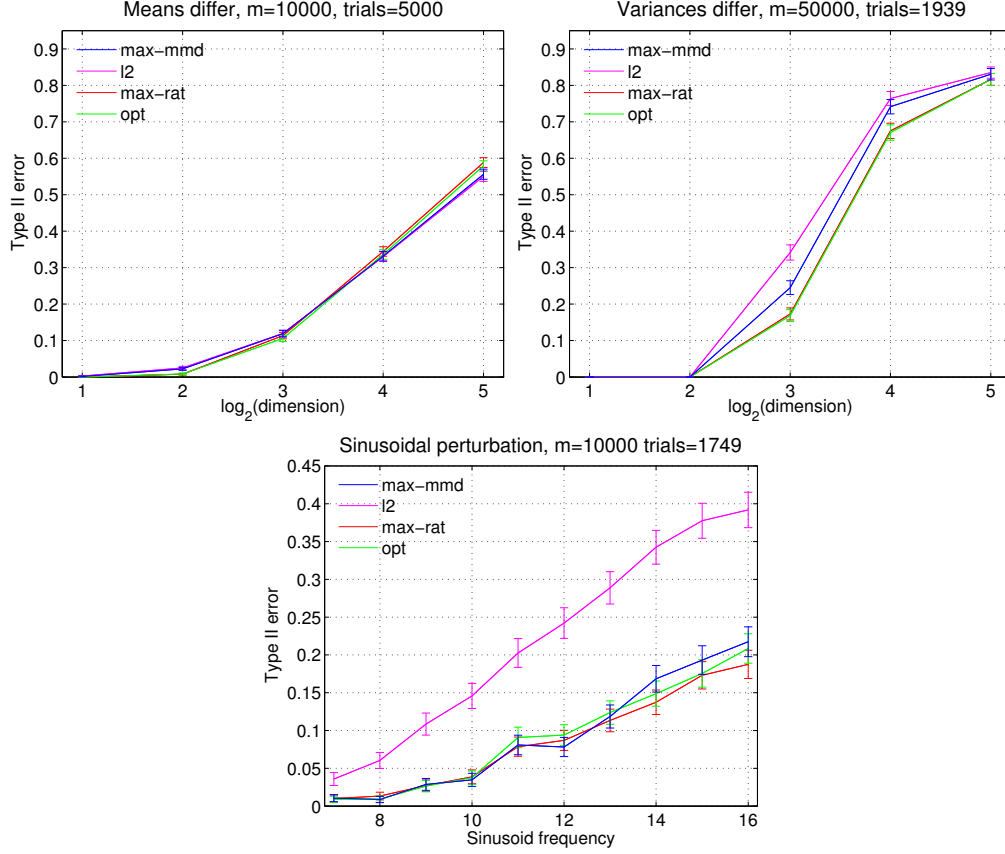 Means differ, m=10000, trials=5000
0.9
0.8
0.7
0.6
0.5
0.4
0.3
0.2
0.1
0
Type II error
max−mmd
l2
max−rat
opt
1 2 3 4 5
log2(dimension)
Variances differ, m=50000, trials=1939
0.9
0.8
0.7
0.6
0.5
0.4
0.3
0.2
0.1
0
Type II error
max−mmd
l2
max−rat
opt
1 2 3 4 5
log2(dimension)
Sinusoidal perturbation, m=10000 trials=1749
0.45
0.4
0.35
0.3
0.25
0.2
0.15
0.1
0.05
0
Type II error
max−mmd
l2
max−rat
opt
8 10 12 14 16
Sinusoid frequency